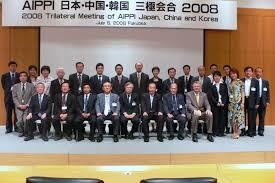 AIPPI 日本・中国・韓国 三極会合 2008
2008 Trilateral Meeting of AIPPI Japan, China and Korea
July 5, 2008 Fukuoka